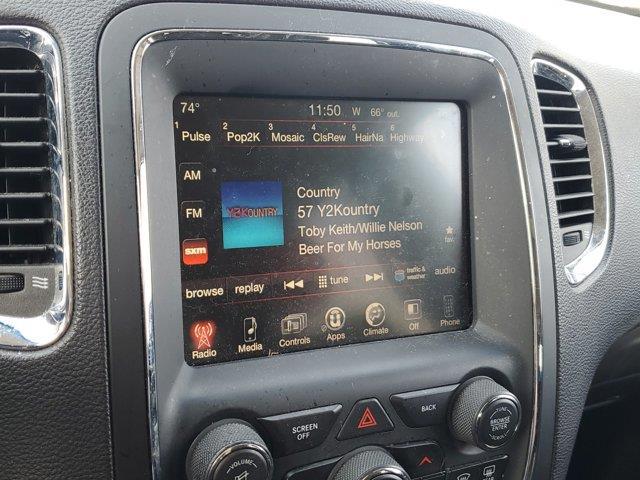 74° 11:50 W 66° out.
1 Pulse 2 Pop2K 3 Mosaic 4 ClsRew 5 HairNa 6 Highway
AM
FM
sxm
Y2KOUNTRY
Country
57 Y2Kountry
Toby Keith/Willie Nelson
Beer For My Horses
fav.
browse replay tune traffic & weather audio
Radio Media Controls Apps Climate Off Phone
SCREEN OFF
BACK
TUNE
BROWSE ENTER
VOLUME